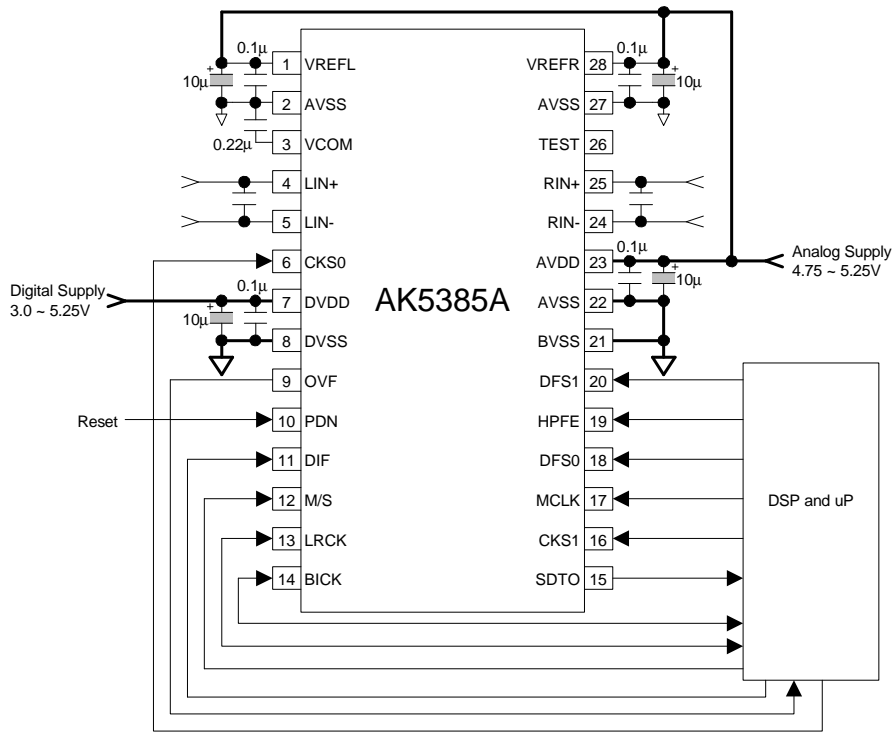 0.1µ
10µ
+
1 VREFL
2 AVSS
0.22µ
3 VCOM
4 LIN+
5 LIN-
6 CKS0
Digital Supply
3.0 ~ 5.25V
0.1µ
10µ
+
7 DVDD
8 DVSS
9 OVF
Reset
10 PDN
11 DIF
12 M/S
13 LRCK
14 BICK
AK5385A
VREFR 28
0.1µ
+
10µ
AVSS 27
TEST 26
RIN+ 25
RIN- 24
0.1µ
AVDD 23
+
10µ
Analog Supply
4.75 ~ 5.25V
AVSS 22
BVSS 21
DFS1 20
HPFE 19
DFS0 18
MCLK 17
CKS1 16
SDTO 15
DSP and uP